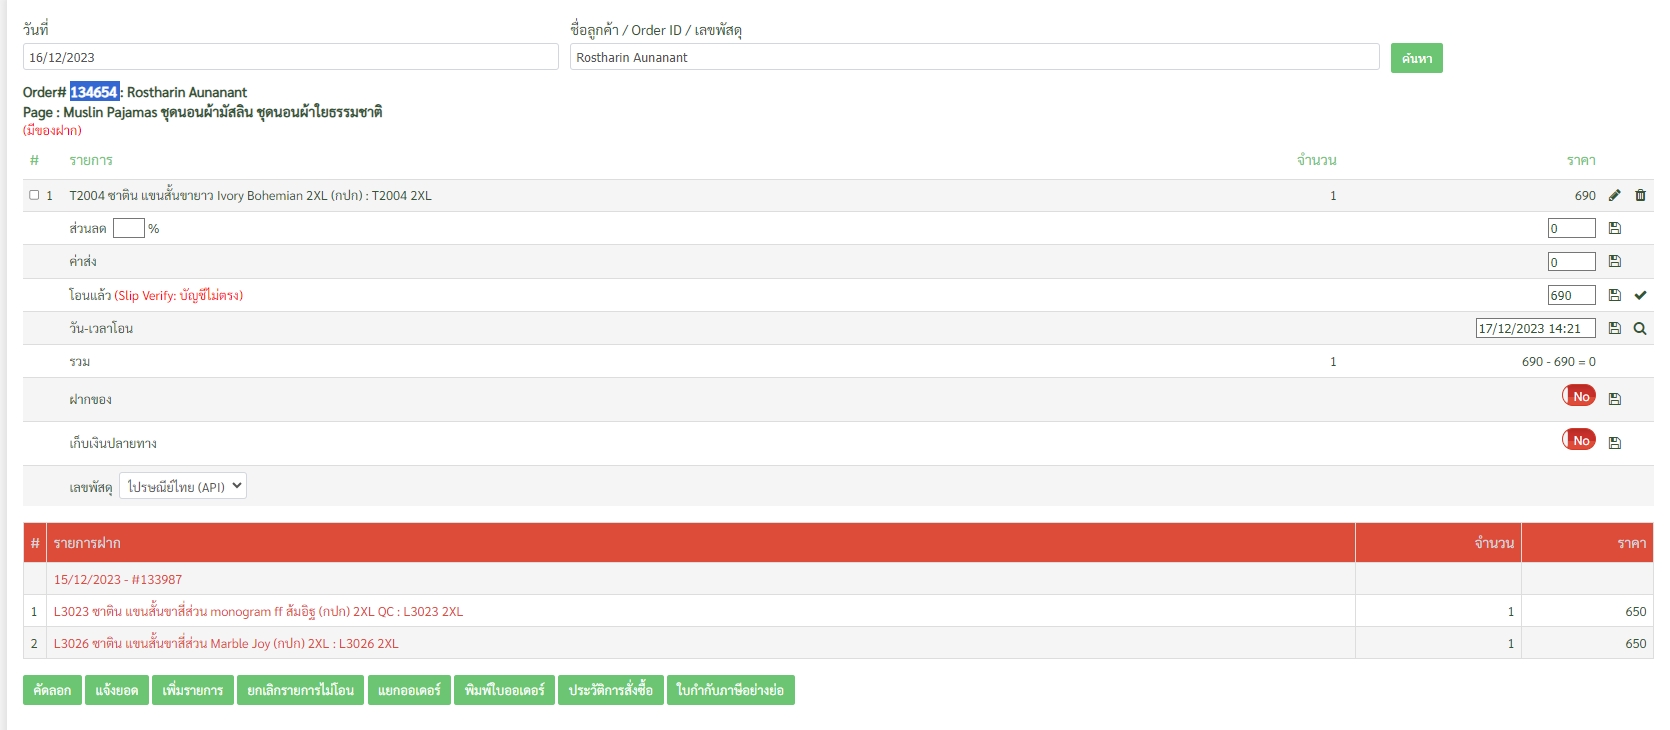 วันที่ ชื่อลูกค้า / Order ID / เลขพัสดุ
16/12/2023 Rostharin Aunanant ค้นหา
Order# 134654 : Rostharin Aunanant
Page : Muslin Pajamas ชุดนอนผ้ามัสลิน ชุดนอนผ้าใยธรรมชาติ
(มีของฝาก)
# รายการ จำนวน ราคา
1 T2004 ซาติน แขนสั้นขายาว Ivory Bohemian 2XL (กปก) : T2004 2XL 1 690
ส่วนลด % 0
ค่าส่ง 0
โอนแล้ว (Slip Verify: บัญชีไม่ตรง) 690
วัน-เวลาโอน 17/12/2023 14:21
รวม 1 690 - 690 = 0
ฝากของ No
เก็บเงินปลายทาง No
เลขพัสดุ ไปรษณีย์ไทย (API)
# รายการฝาก จำนวน ราคา
15/12/2023 - #133987
1 L3023 ซาติน แขนสั้นขาสี่ส่วน monogram ff ส้มอิฐ (กปก) 2XL QC : L3023 2XL 1 650
2 L3026 ซาติน แขนสั้นขาสี่ส่วน Marble Joy (กปก) 2XL : L3026 2XL 1 650
คัดลอก แจ้งยอด เพิ่มรายการ ยกเลิกรายการไม่โอน แยกออเดอร์ พิมพ์ใบออเดอร์ ประวัติการสั่งซื้อ ใบกำกับภาษีอย่างย่อ